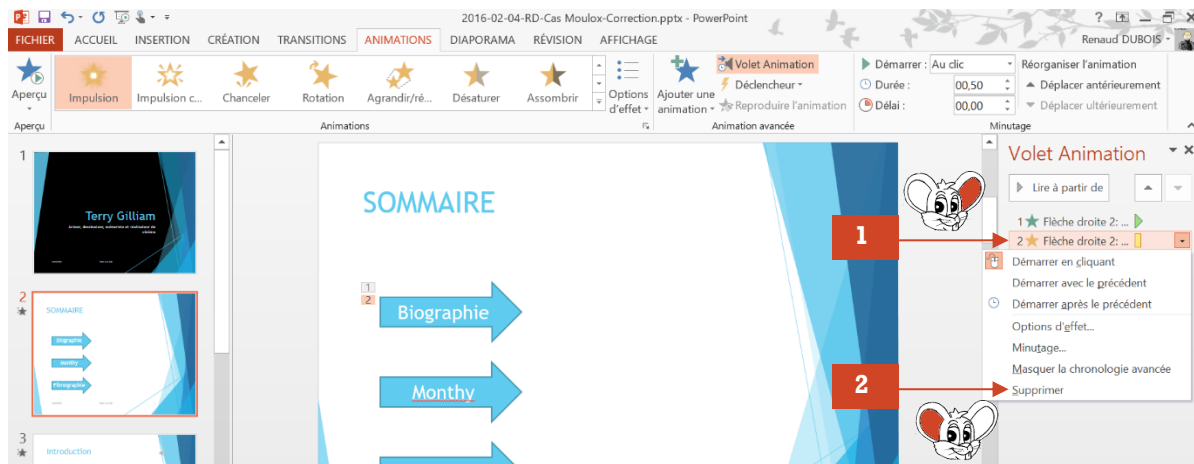 2016-02-04-RD-Cas Moulox-Correction.pptx - PowerPoint
FICHIER ACCUEIL INSERTION CRÉATION TRANSITIONS ANIMATIONS DIAPORAMA RÉVISION AFFICHAGE Renaud DUBOIS
Aperçu
Impulsion Impulsion c... Chanceler Rotation Agrandir/ré... Désaturer Assombrir
Options d'effet
Ajouter une animation
Volet Animation
Déclencheur
Reproduire l'animation
Démarrer : Au clic
Durée : 00,50
Délai : 00,00
Réorganiser l'animation
Déplacer antérieurement
Déplacer ultérieurement
Aperçu Animations Animation avancée Minutage
1
Terry Gilliam
2
SOMMAIRE
Biographie
Monthy
Filmographie
3
Introduction
SOMMAIRE
1
2
Biographie
Monthy
1
2
Volet Animation
Lire à partir de
1 Flèche droite 2: ...
2 Flèche droite 2: ...
Démarrer en cliquant
Démarrer avec le précédent
Démarrer après le précédent
Options d'effet...
Minutage...
Masquer la chronologie avancée
Supprimer